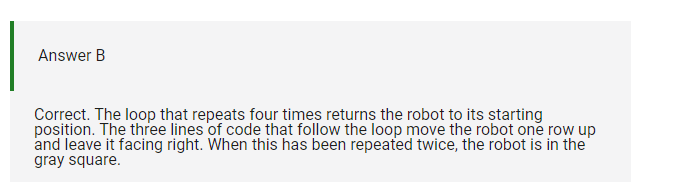 Answer B
Correct. The loop that repeats four times returns the robot to its starting
position. The three lines of code that follow the loop move the robot one row up
and leave it facing right. When this has been repeated twice, the robot is in the
gray square.